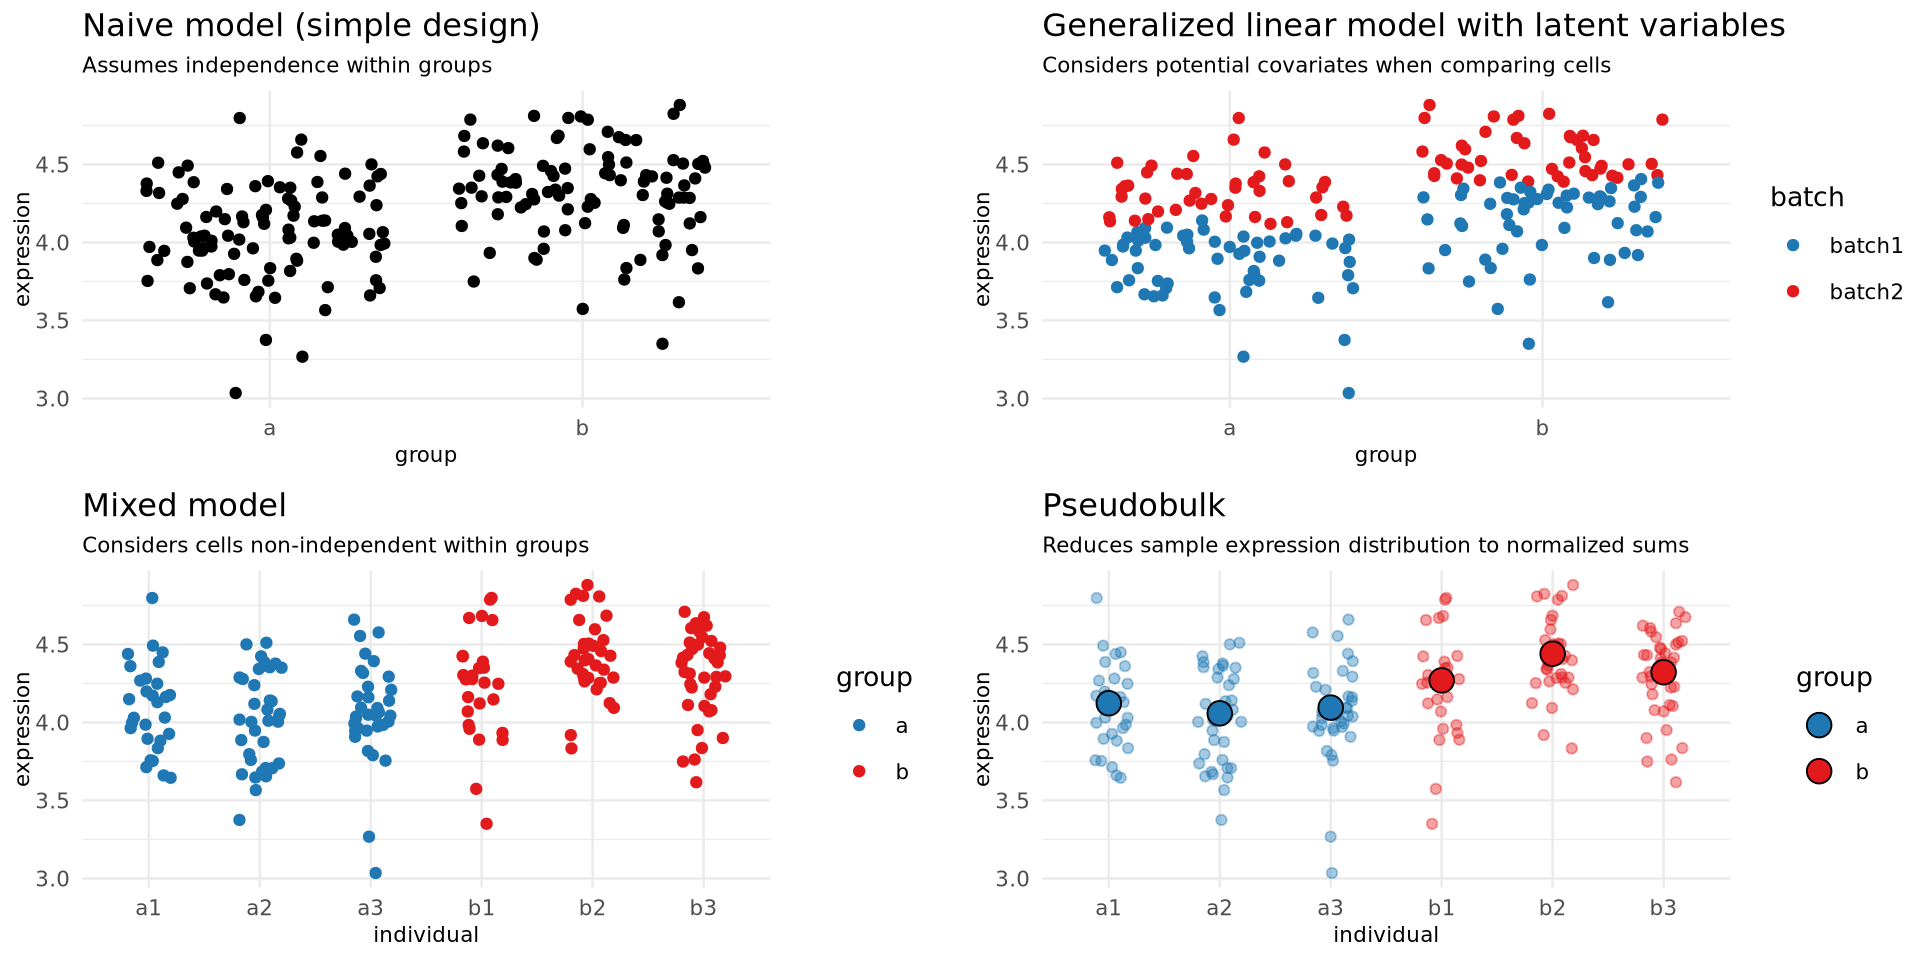 Naive model (simple design)
Assumes independence within groups
expression
4.5
4.0
3.5
3.0
a
b
group
Generalized linear model with latent variables
Considers potential covariates when comparing cells
expression
4.5
4.0
3.5
3.0
a
b
group
batch
batch1
batch2
Mixed model
Considers cells non-independent within groups
expression
4.5
4.0
3.5
3.0
a1
a2
a3
b1
b2
b3
individual
group
a
b
Pseudobulk
Reduces sample expression distribution to normalized sums
expression
4.5
4.0
3.5
3.0
a1
a2
a3
b1
b2
b3
individual
group
a
b